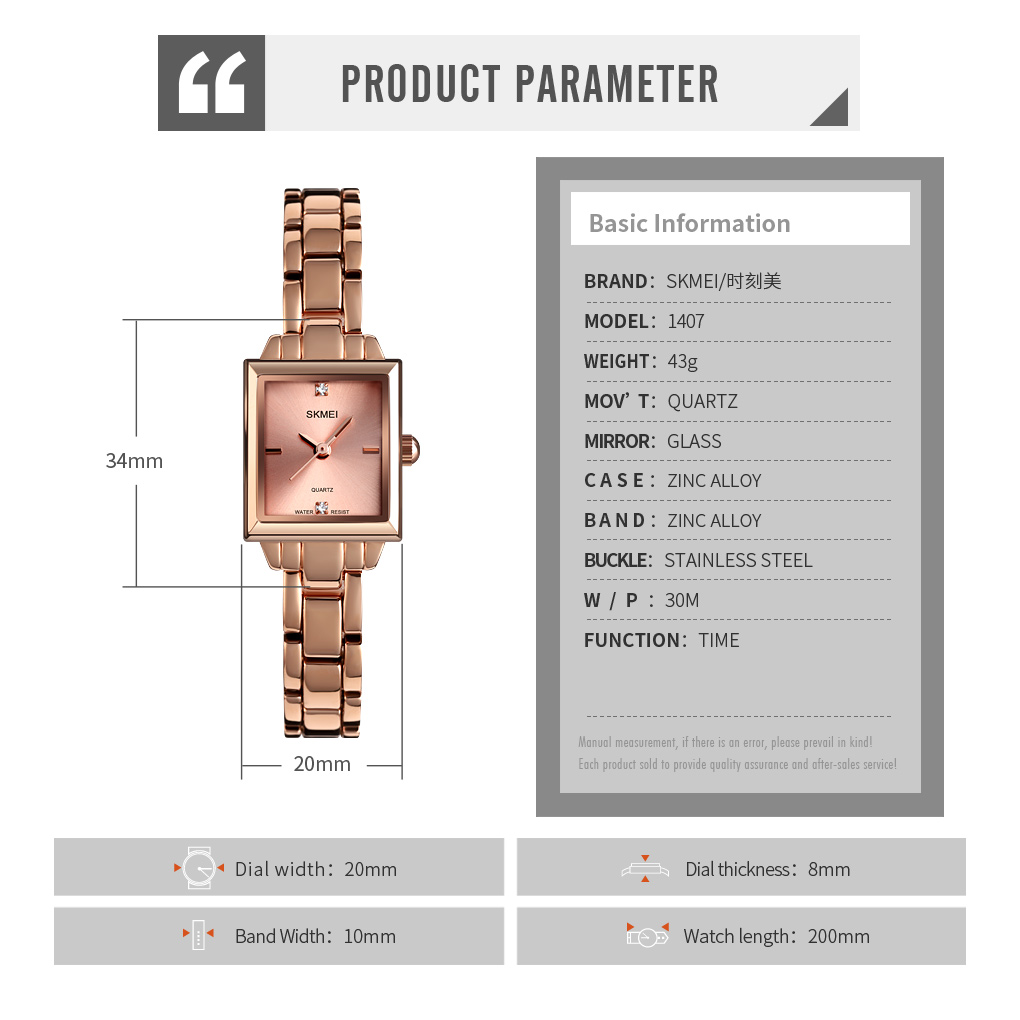 PRODUCT PARAMETER
34mm
SKMEI
QUARTZ
WATER RESIST
20mm
Basic Information
BRAND: SKMEI/时刻美
MODEL: 1407
WEIGHT: 43g
MOV' T: QUARTZ
MIRROR: GLASS
CASE: ZINC ALLOY
BAND: ZINC ALLOY
BUCKLE: STAINLESS STEEL
W / P : 30M
FUNCTION: TIME
Manual measurement, if there is an error, please prevail in kind!
Each product sold to provide quality assurance and after-sales service!
Dial width: 20mm
Dial thickness: 8mm
Band Width: 10mm
Watch length: 200mm